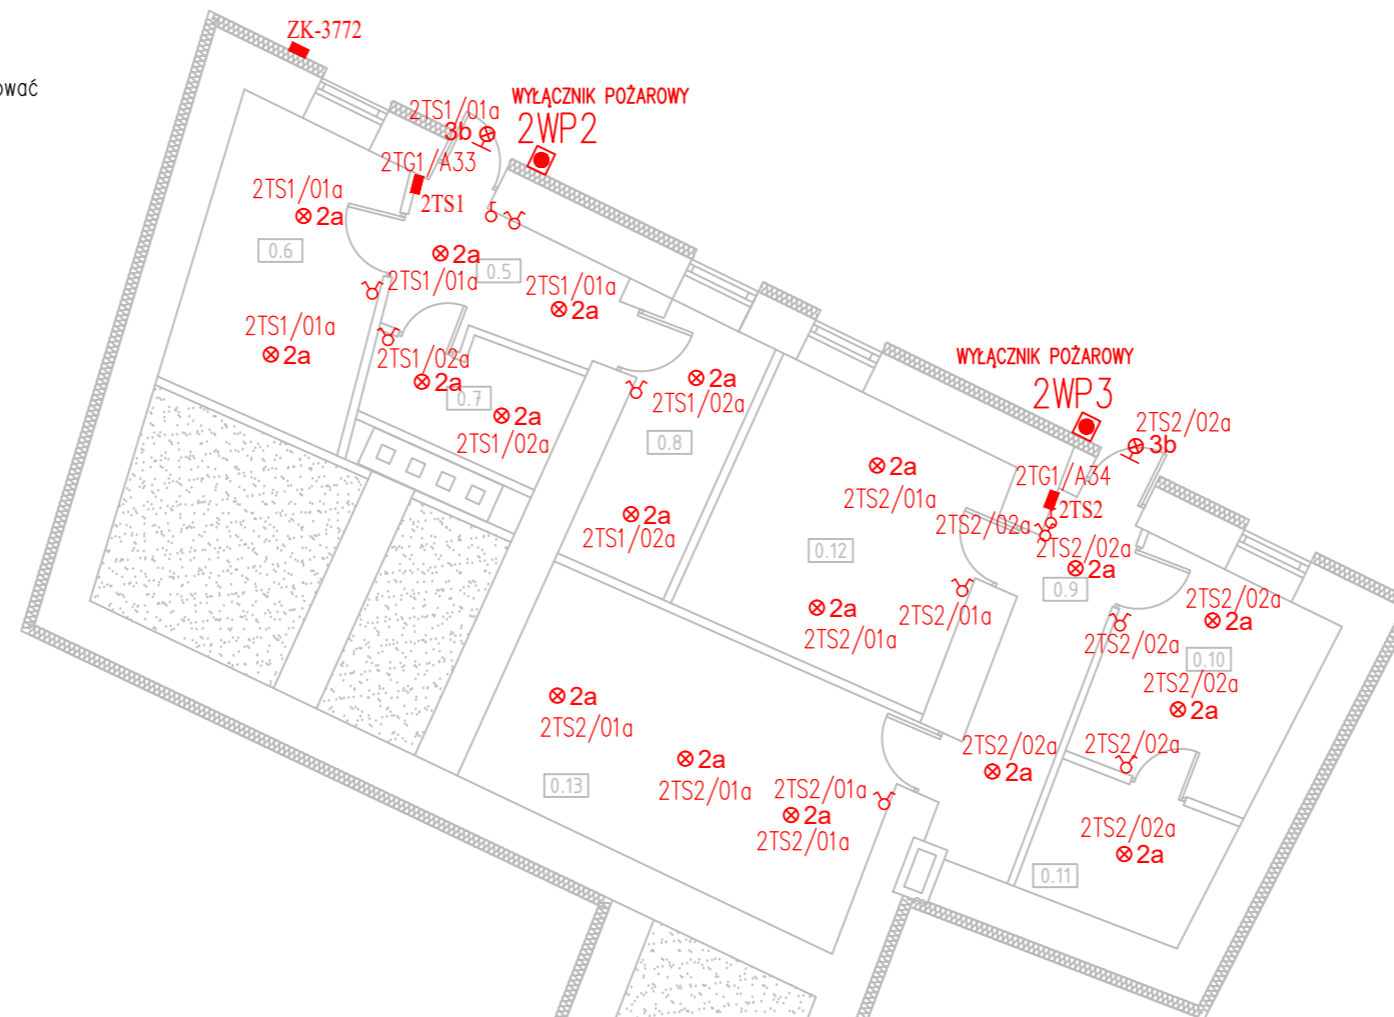 ZK-3772
ować
WYŁĄCZNIK POŻAROWY
2WP2
2TS1/01a
3b
2TG1/A33
2TS1
2TS1/01a
2a
0.6
2a
2TS1/01a
0.5
2TS1/01a
2a
2TS1/01a
2a
2TS1/02a
2a
0.7
2a
2TS1/02a
2a
2TS1/02a
0.8
2a
2TS1/02a
WYŁĄCZNIK POŻAROWY
2WP3
2TS2/02a
3b
2TG1/A34
2TS2
2a
2TS2/01a
2TS2/02a
2TS2/02a
2a
0.12
0.9
2a
2TS2/01a
2TS2/01a
2TS2/02a
2a
2TS2/02a
0.10
2TS2/02a
2a
2a
2TS2/01a
2TS2/02a
2a
2TS2/02a
2a
2TS2/01a
0.13
2TS2/01a
2a
2TS2/01a
2TS2/02a
2a
0.11